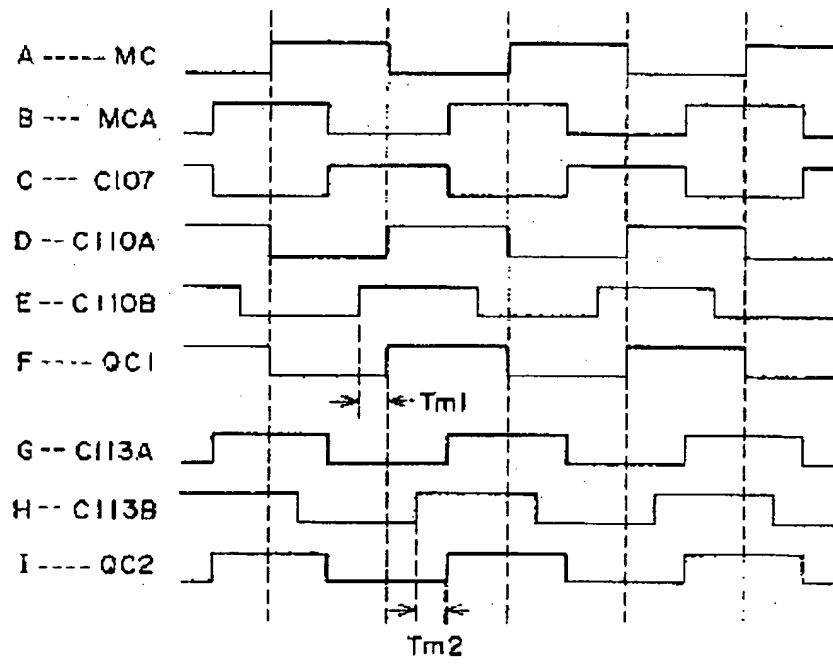 A ----- MC
B --- MCA
C --- C107
D -- C110A
E -- C110B
F ---- QC1
Tm1
G -- C113A
H -- C113B
I ---- QC2
Tm2